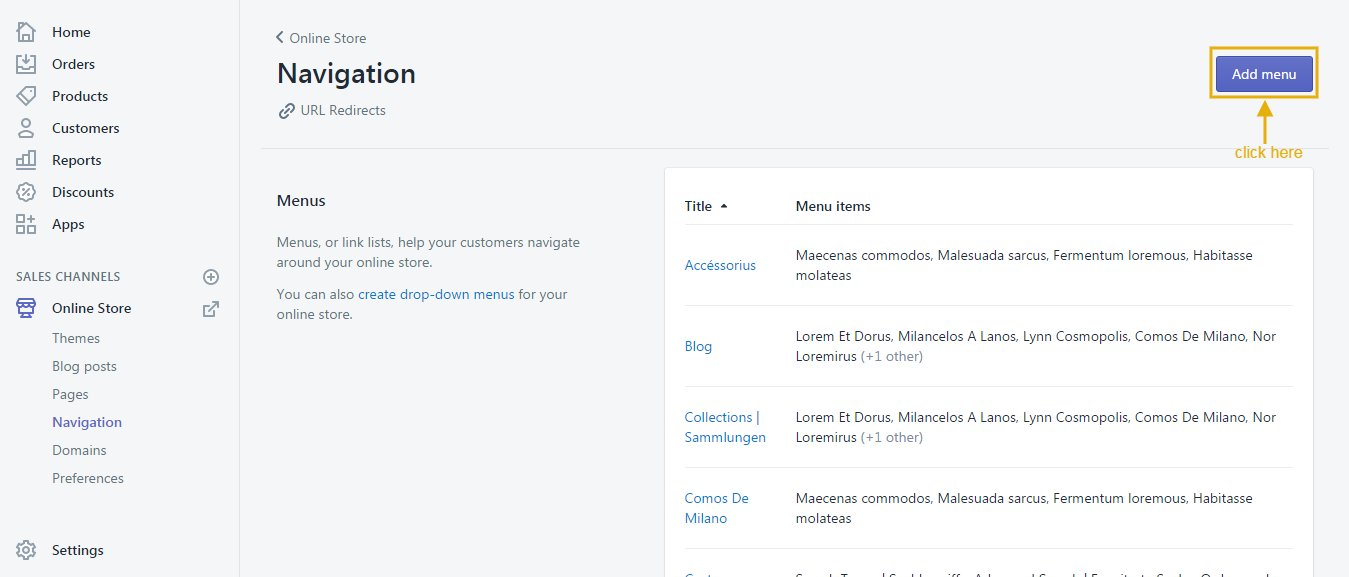 Home
Orders
Products
Customers
Reports
Discounts
Apps
SALES CHANNELS
Online Store
Themes
Blog posts
Pages
Navigation
Domains
Preferences
Settings
Online Store
Navigation
URL Redirects
Add menu
click here
Menus
Menus, or link lists, help your customers navigate
around your online store.
You can also create drop-down menus for your
online store.
Title Menu items
Accéssorius
Maecenas commodos, Malesuada sarcus, Fermentum loremous, Habitasse
molateas
Blog
Lorem Et Dorus, Milancelos A Lanos, Lynn Cosmopolis, Comos De Milano, Nor
Loremirus (+1 other)
Collections |
Sammlungen
Lorem Et Dorus, Milancelos A Lanos, Lynn Cosmopolis, Comos De Milano, Nor
Loremirus (+1 other)
Comos De
Milano
Maecenas commodos, Malesuada sarcus, Fermentum loremous, Habitasse
molateas